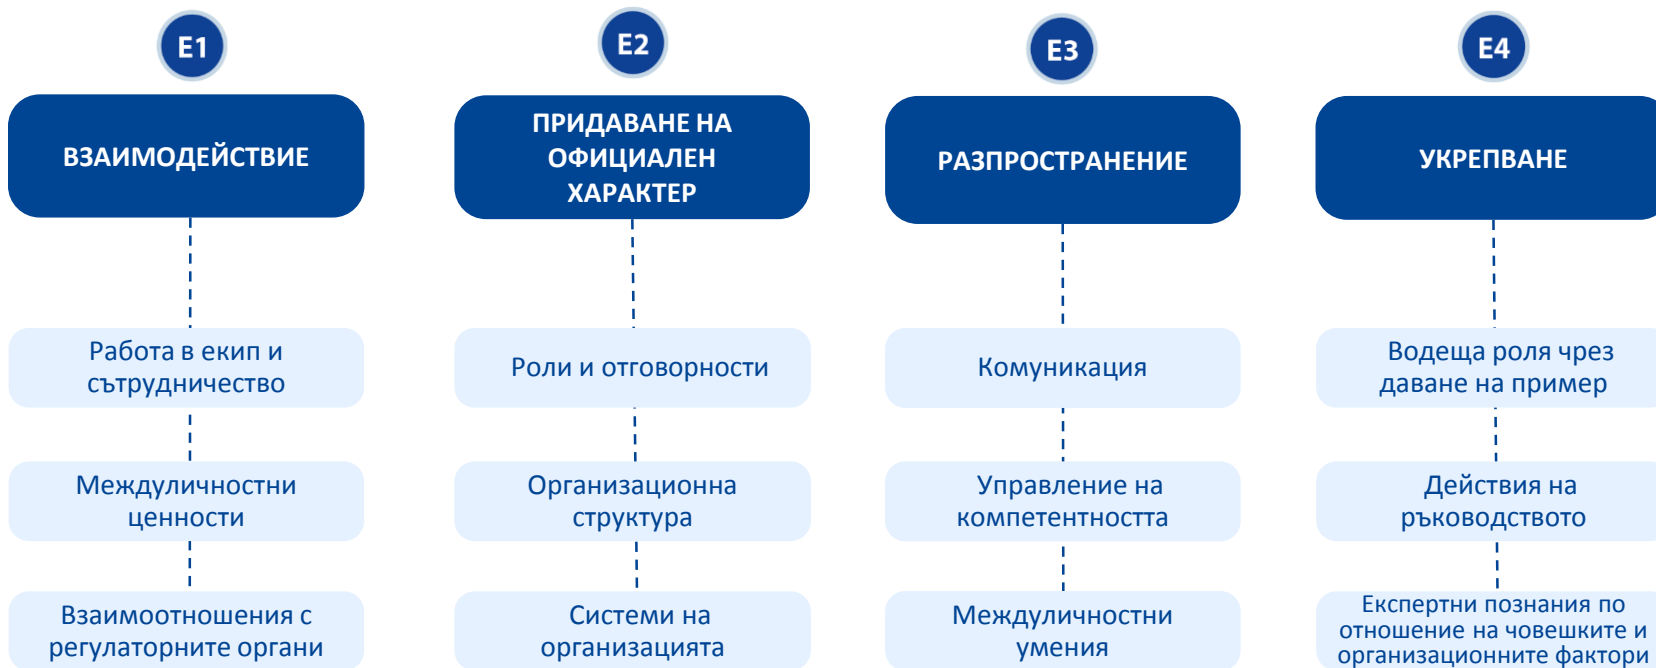 E1
ВЗАИМОДЕЙСТВИЕ
Работа в екип и
сътрудничество
Междуличностни
ценности
Взаимоотношения с
регулаторните органи
E2
ПРИДАВАНЕ НА
ОФИЦИАЛЕН
ХАРАКТЕР
Роли и отговорности
Организационна
структура
Системи на
организацията
E3
РАЗПРОСТРАНЕНИЕ
Комуникация
Управление на
компетентността
Междуличностни
умения
E4
УКРЕПВАНЕ
Водеща роля чрез
даване на пример
Действия на
ръководството
Експертни познания по
отношение на човешките и
организационните фактори